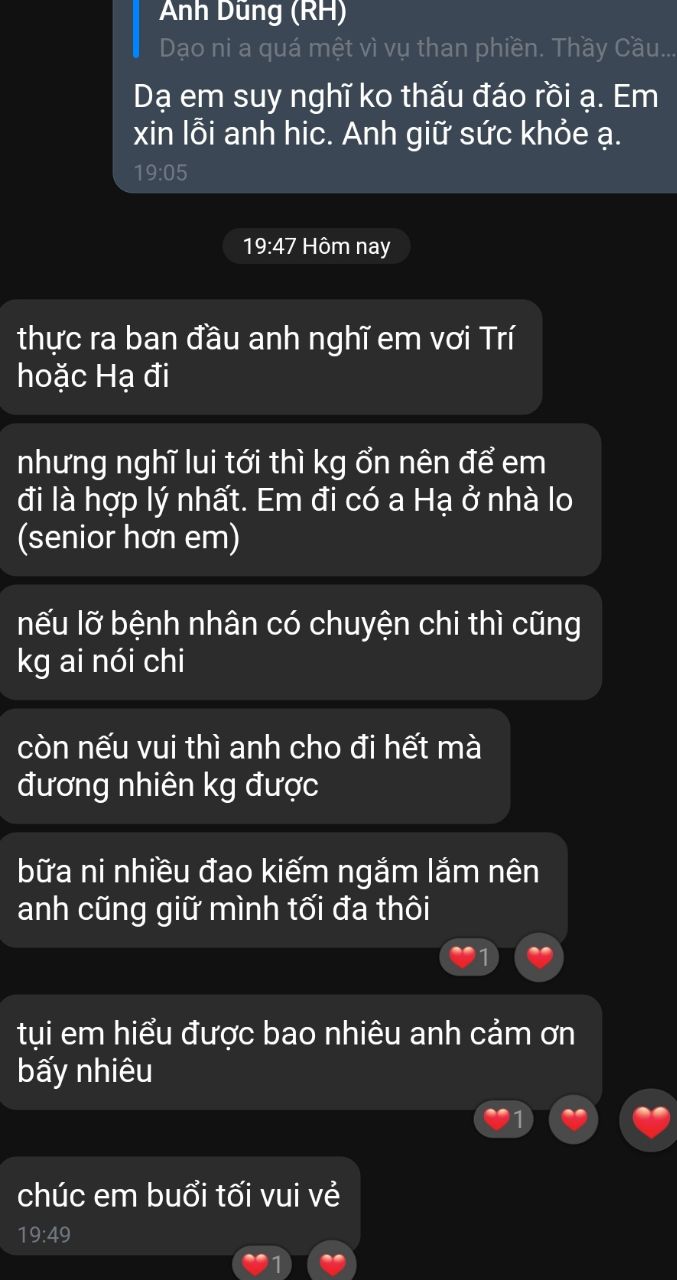 Anh Dũng (RH)
Dạo ni a quá mệt vì vụ than phiền. Thầy Cầu...
Dạ em suy nghĩ ko thấu đáo rồi ạ. Em
xin lỗi anh hic. Anh giữ sức khỏe ạ.
19:05
19:47 Hôm nay
thực ra ban đầu anh nghĩ em vơi Trí
hoặc Hạ đi
nhưng nghĩ lui tới thì kg ổn nên để em
đi là hợp lý nhất. Em đi có a Hạ ở nhà lo
(senior hơn em)
nếu lỡ bệnh nhân có chuyện chi thì cũng
kg ai nói chi
còn nếu vui thì anh cho đi hết mà
đương nhiên kg được
bữa ni nhiều đao kiếm ngắm lắm nên
anh cũng giữ mình tối đa thôi
1
tụi em hiểu được bao nhiêu anh cảm ơn
bấy nhiêu
1
chúc em buổi tối vui vẻ
19:49
1